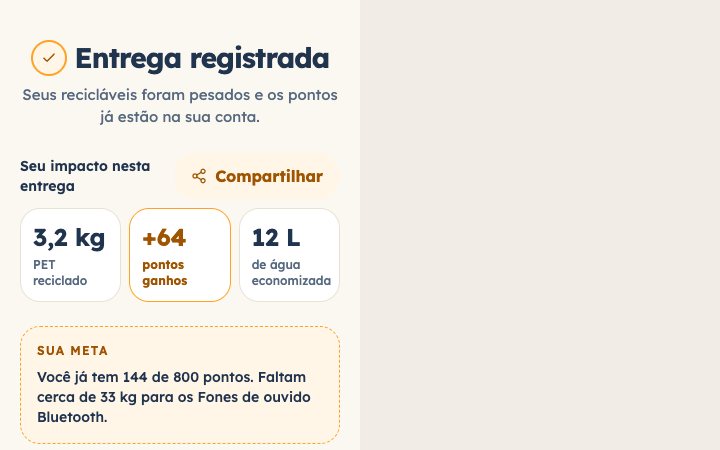 Entrega registrada
Seus recicláveis foram pesados e os pontos
já estão na sua conta.
Seu impacto nesta
entrega
Compartilhar
3,2 kg
PET
reciclado
+64
pontos
ganhos
12 L
de água
economizada
SUA META
Você já tem 144 de 800 pontos. Faltam
cerca de 33 kg para os Fones de ouvido
Bluetooth.